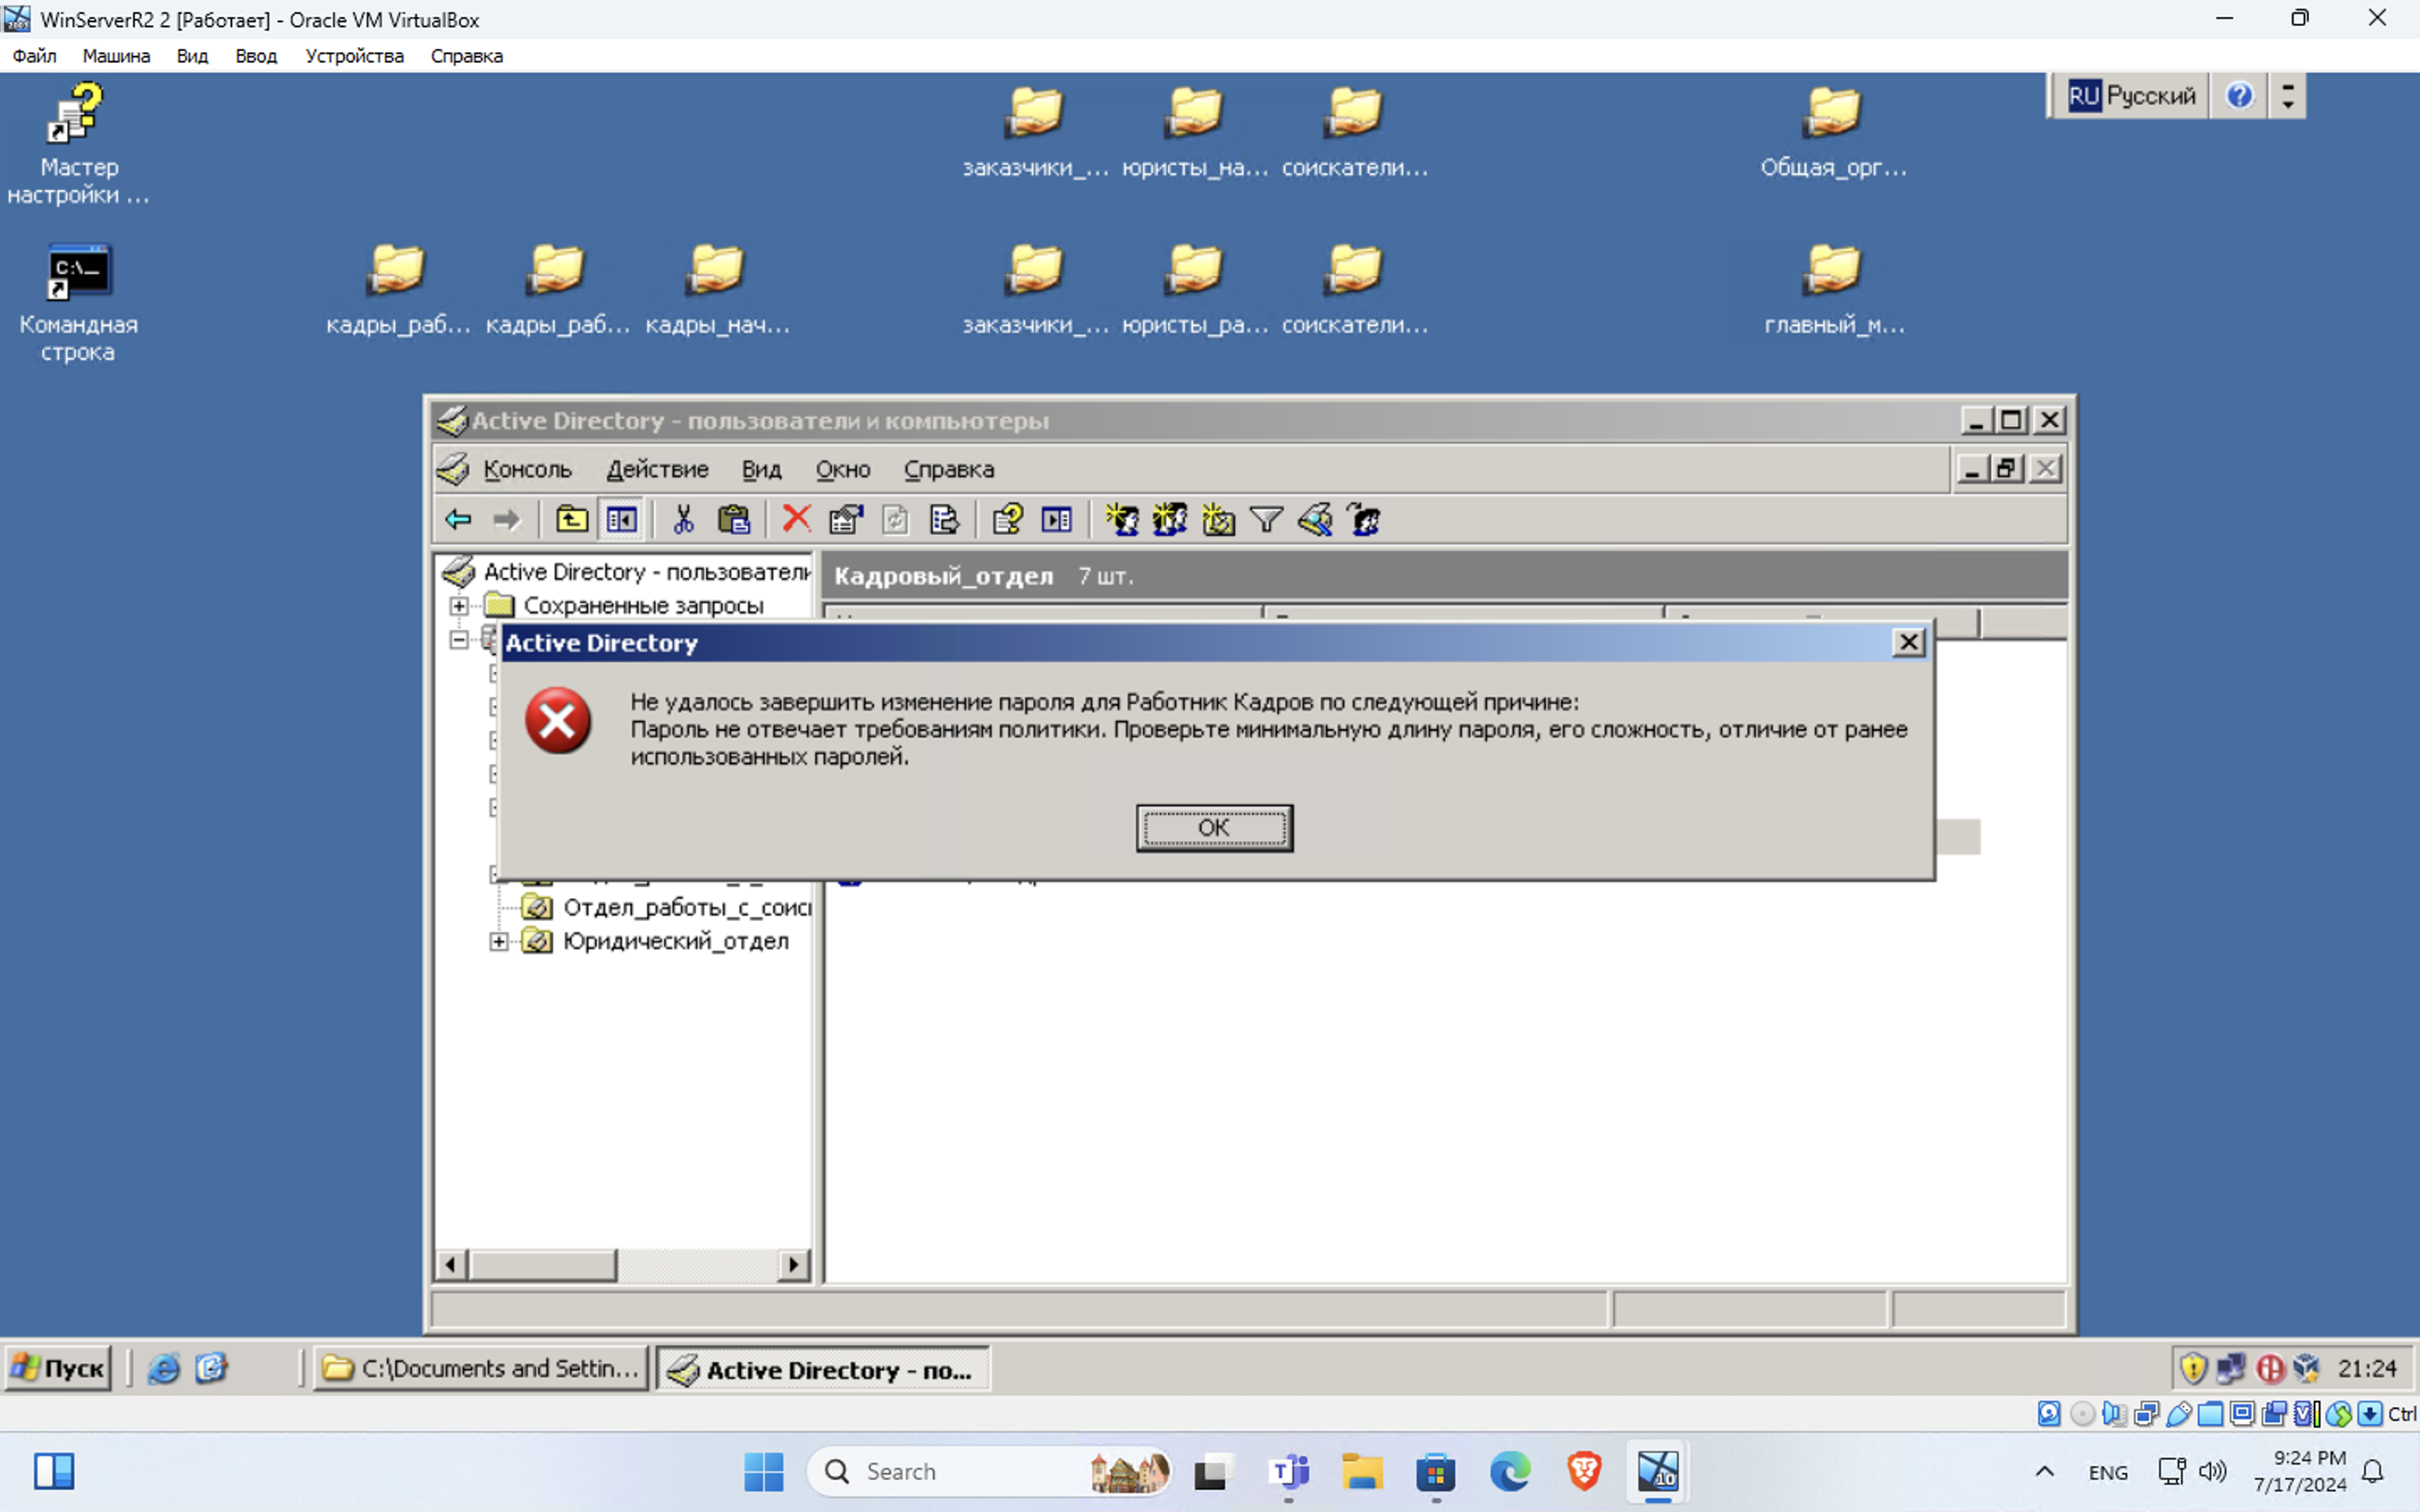 WinServerR2 2 [Работает] - Oracle VM VirtualBox
Файл Машина Вид Ввод Устройства Справка
RU Русский
Мастер
настройки ...
заказчики_...
юристы_на...
соискатели...
Общая_орг...
Командная
строка
кадры_раб...
кадры_раб...
кадры_нач...
заказчики_...
юристы_ра...
соискатели...
главный_м...
Active Directory - пользователи и компьютеры
Консоль Действие Вид Окно Справка
Active Directory - пользователи
Кадровый_отдел 7 шт.
Сохраненные запросы
Active Directory
Не удалось завершить изменение пароля для Работник Кадров по следующей причине:
Пароль не отвечает требованиям политики. Проверьте минимальную длину пароля, его сложность, отличие от ранее
использованных паролей.
ОК
Отдел_работы_с_соис
Юридический_отдел
Пуск
C:\Documents and Settin...
Active Directory - по...
21:24
Ctrl
Search
ENG
9:24 PM
7/17/2024